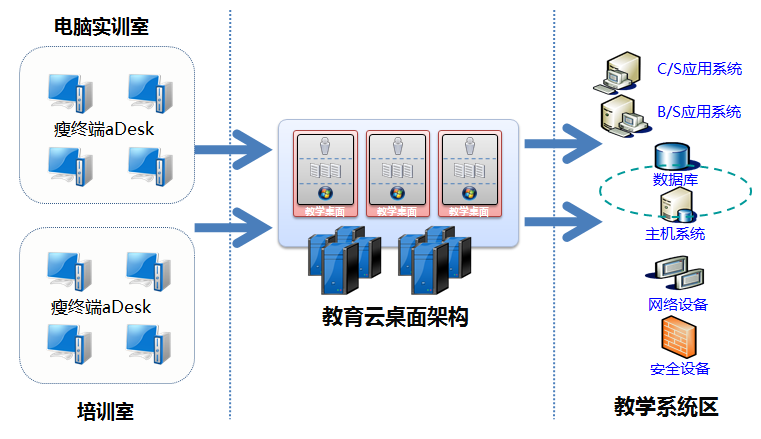 电脑实训室
瘦终端aDesk
瘦终端aDesk
培训室
教学桌面
教学桌面
教学桌面
教育云桌面架构
C/S应用系统
B/S应用系统
数据库
主机系统
网络设备
安全设备
教学系统区